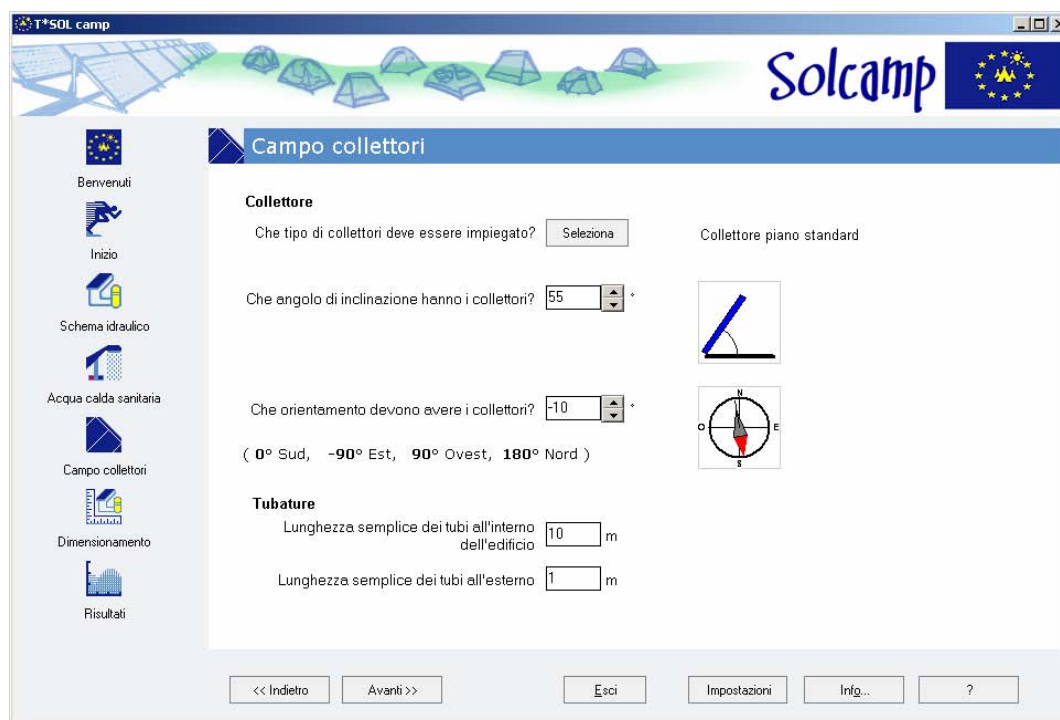 T*SOL camp
Solcamp
Benvenuti
Inizio
Schema idraulico
Acqua calda sanitaria
Campo collettori
Dimensionamento
Risultati
Campo collettori
Collettore
Che tipo di collettori deve essere impiegato? Seleziona Collettore piano standard
Che angolo di inclinazione hanno i collettori? 55 °
Che orientamento devono avere i collettori? -10 °
N
O E
S
( 0° Sud, -90° Est, 90° Ovest, 180° Nord )
Tubature
Lunghezza semplice dei tubi all'interno
dell'edificio 10 m
Lunghezza semplice dei tubi all'esterno 1 m
<< Indietro Avanti >> Esci Impostazioni Info... ?